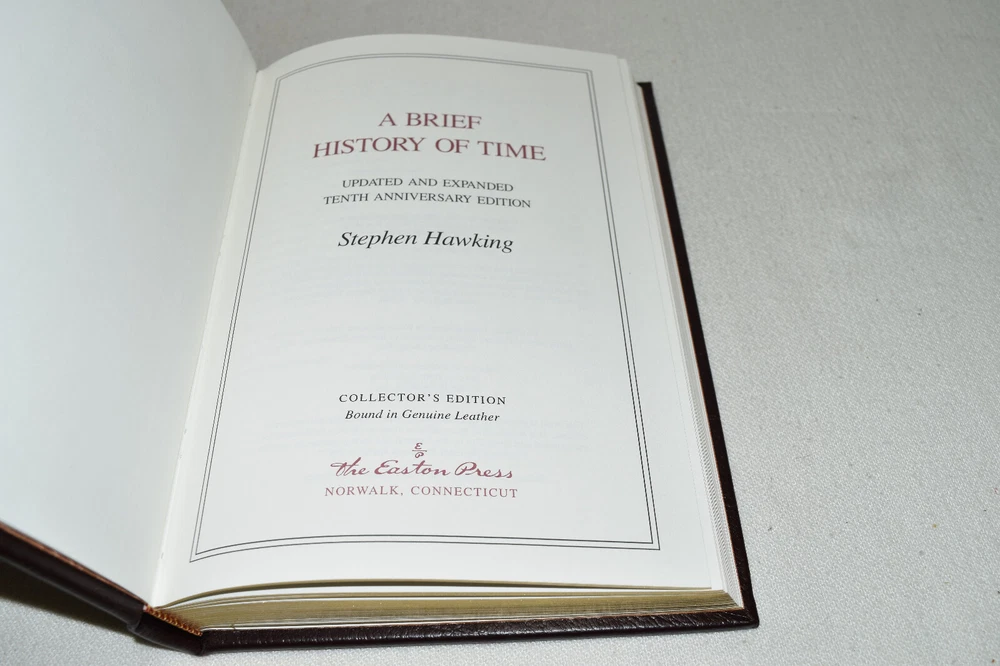 A BRIEF
HISTORY OF TIME
UPDATED AND EXPANDED
TENTH ANNIVERSARY EDITION
Stephen Hawking
COLLECTOR'S EDITION
Bound in Genuine Leather
E
P
The Easton Press
NORWALK, CONNECTICUT